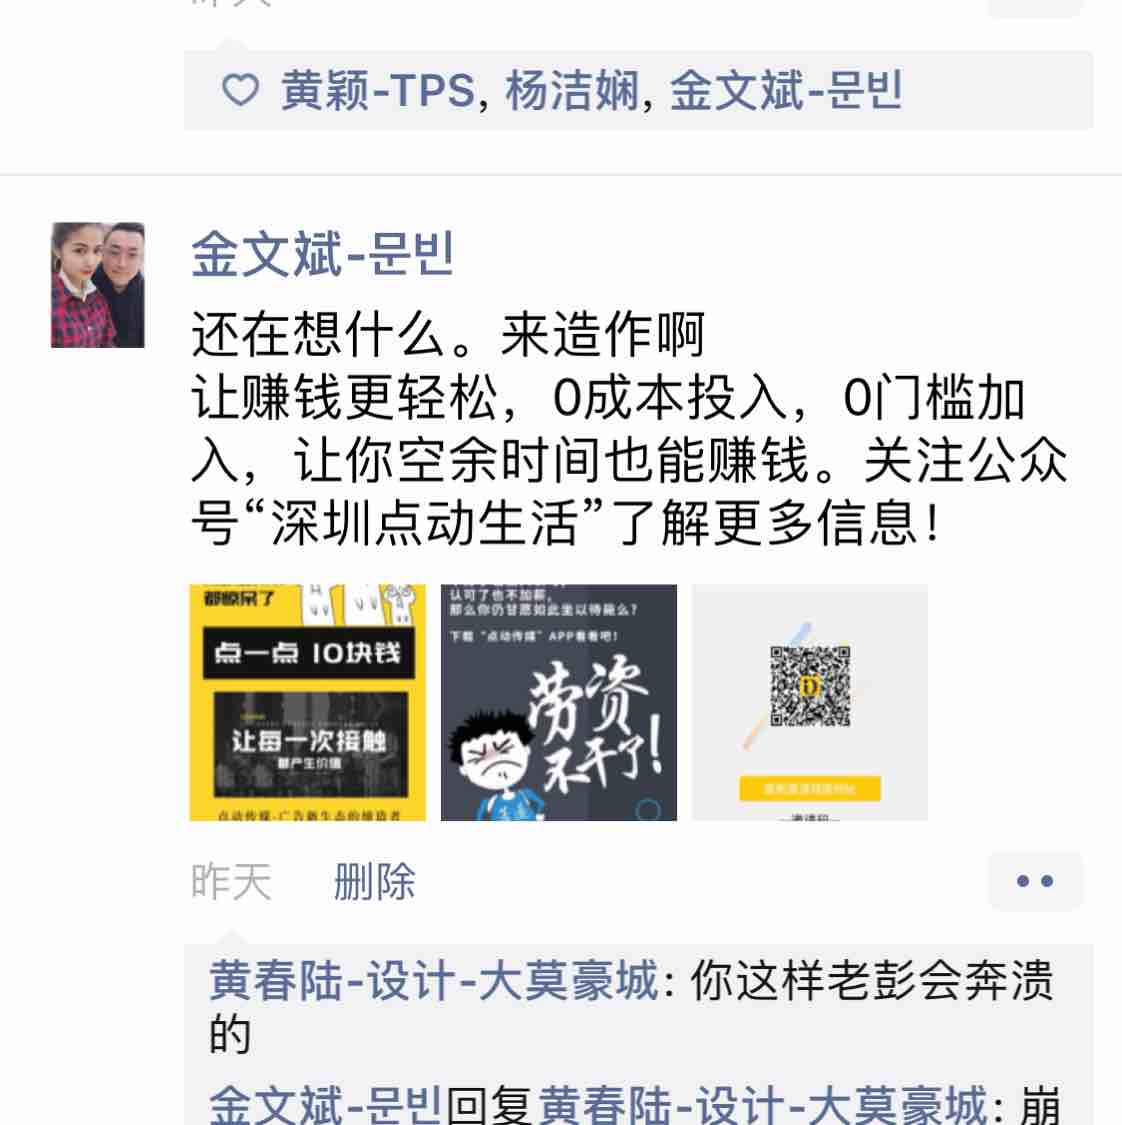 昨天
黄颖-TPS, 杨洁娴, 金文斌-문빈
金文斌-문빈
还在想什么。来造作啊
让赚钱更轻松，0成本投入，0门槛加
入，让你空余时间也能赚钱。关注公众
号“深圳点动生活”了解更多信息！
都惊呆了
点一点 10块钱
让每一次接触
都产生价值
点动传媒·广告新生态的缔造者
认可了也不加薪，
那么你仍甘愿如此坐以待毙么？
下载“点动传媒”APP看看吧！
劳资
不干了！
邀请码
昨天 删除
黄春陆-设计-大莫豪城: 你这样老彭会奔溃
的
金文斌-문빈回复黄春陆-设计-大莫豪城: 崩